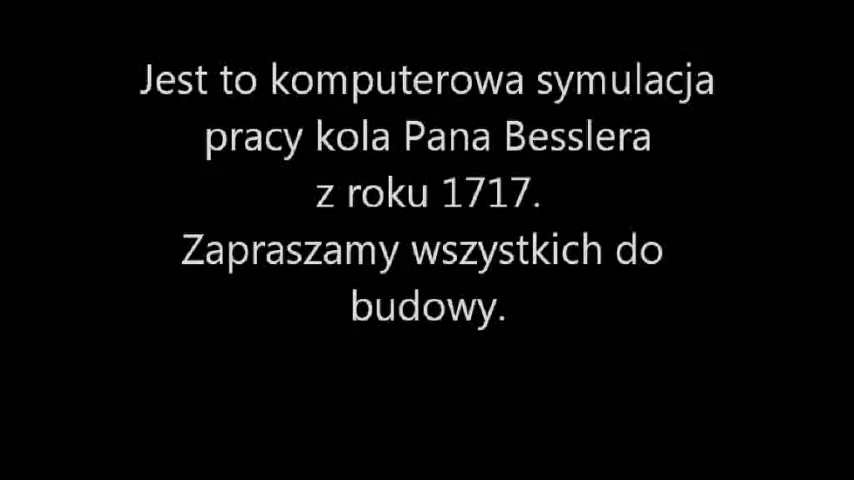 Jest to komputerowa symulacja
pracy kola Pana Besslera
z roku 1717.
Zapraszamy wszystkich do
budowy.